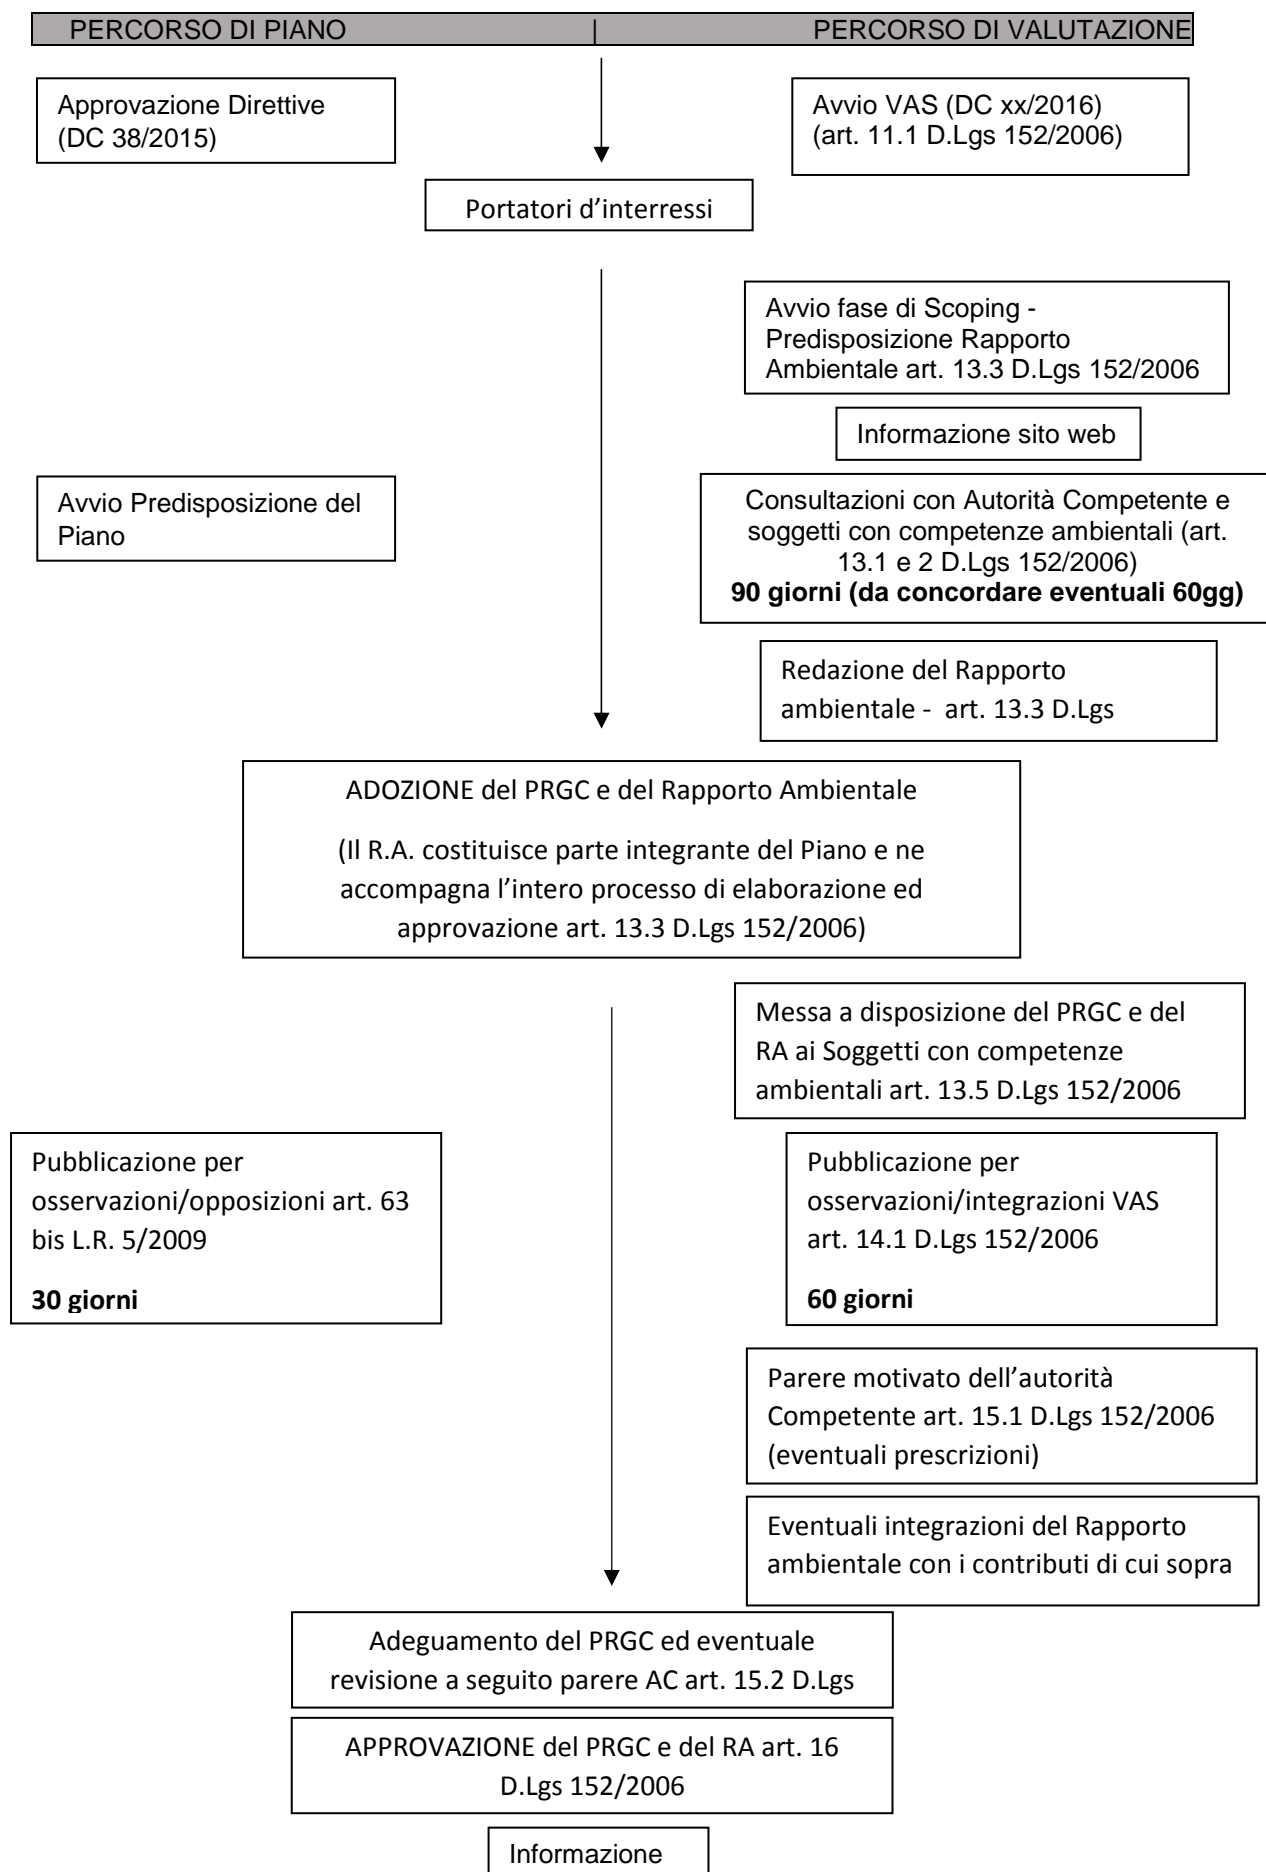 PERCORSO DI PIANO | PERCORSO DI VALUTAZIONE
Approvazione Direttive
(DC 38/2015)
Avvio VAS (DC xx/2016)
(art. 11.1 D.Lgs 152/2006)
Portatori d'interressi
Avvio fase di Scoping -
Predisposizione Rapporto
Ambientale art. 13.3 D.Lgs 152/2006
Informazione sito web
Avvio Predisposizione del
Piano
Consultazioni con Autorità Competente e
soggetti con competenze ambientali (art.
13.1 e 2 D.Lgs 152/2006)
90 giorni (da concordare eventuali 60gg)
Redazione del Rapporto
ambientale - art. 13.3 D.Lgs
ADOZIONE del PRGC e del Rapporto Ambientale
(Il R.A. costituisce parte integrante del Piano e ne
accompagna l'intero processo di elaborazione ed
approvazione art. 13.3 D.Lgs 152/2006)
Messa a disposizione del PRGC e del
RA ai Soggetti con competenze
ambientali art. 13.5 D.Lgs 152/2006
Pubblicazione per
osservazioni/opposizioni art. 63
bis L.R. 5/2009
30 giorni
Pubblicazione per
osservazioni/integrazioni VAS
art. 14.1 D.Lgs 152/2006
60 giorni
Parere motivato dell'autorità
Competente art. 15.1 D.Lgs 152/2006
(eventuali prescrizioni)
Eventuali integrazioni del Rapporto
ambientale con i contributi di cui sopra
Adeguamento del PRGC ed eventuale
revisione a seguito parere AC art. 15.2 D.Lgs
APPROVAZIONE del PRGC e del RA art. 16
D.Lgs 152/2006
Informazione